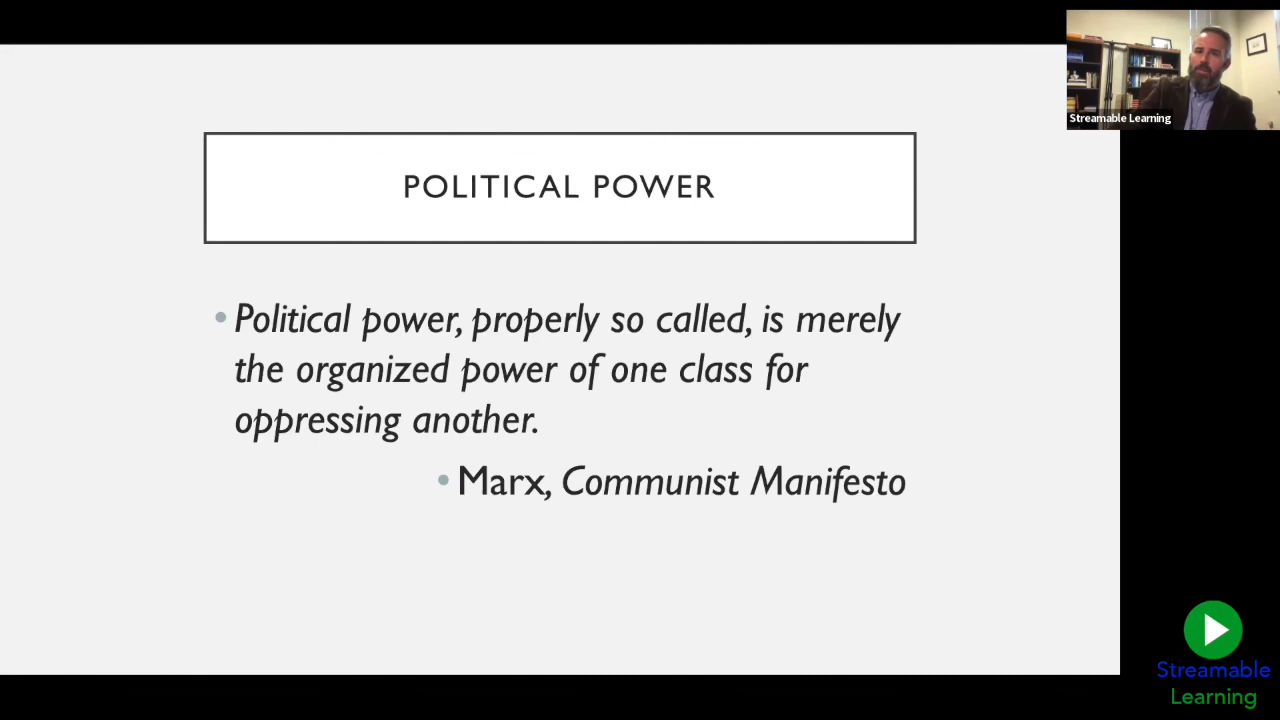 Streamable Learning
POLITICAL POWER
• Political power, properly so called, is merely
the organized power of one class for
oppressing another.
• Marx, Communist Manifesto
Streamable
Learning